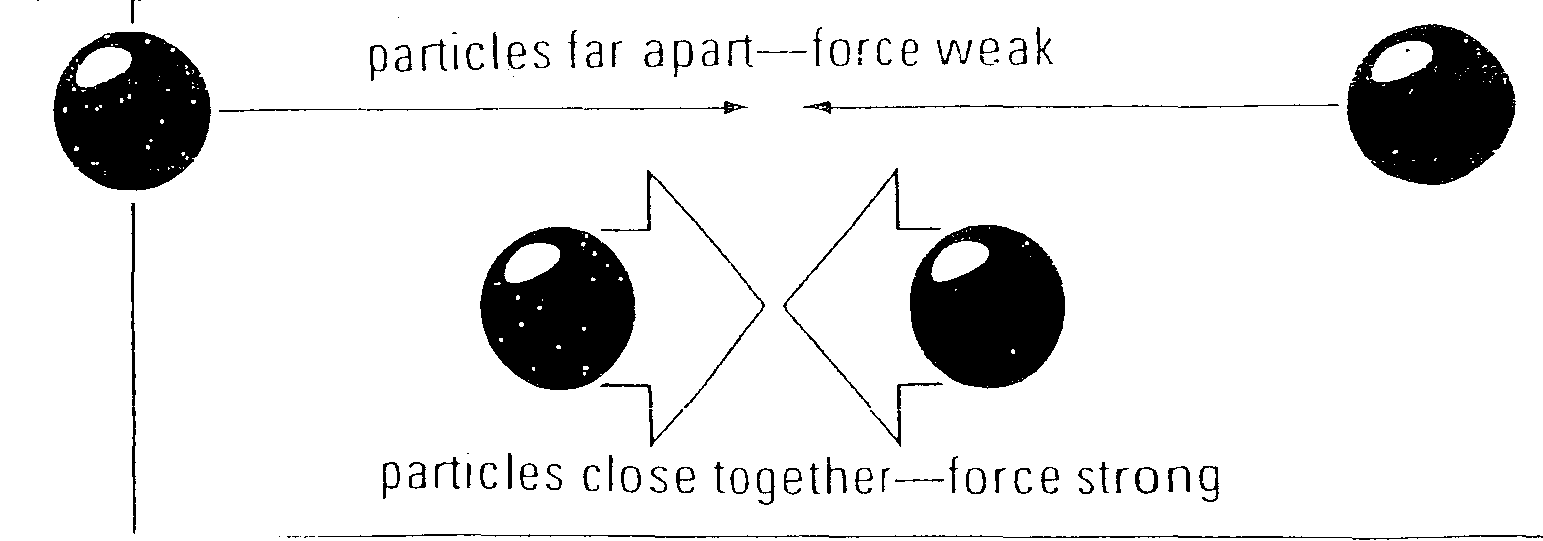 particles far apart—force weak
particles close together—force strong